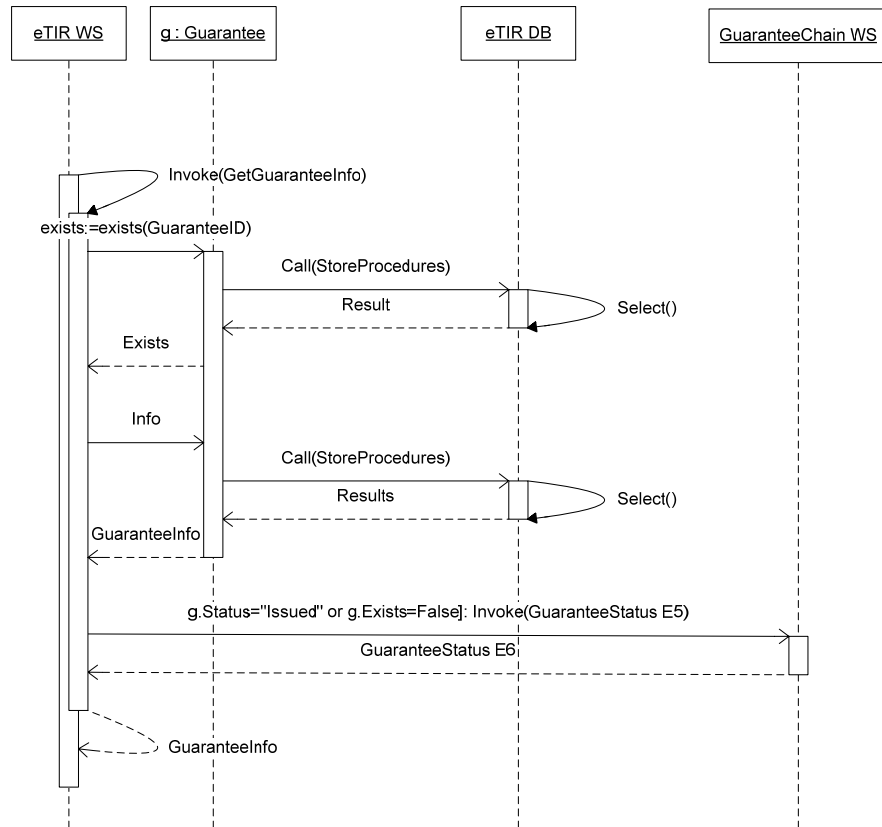 eTIR WS
g : Guarantee
eTIR DB
GuaranteeChain WS
Invoke(GetGuaranteeInfo)
exists:=exists(GuaranteeID)
Call(StoreProcedures)
Result
Select()
Exists
Info
Call(StoreProcedures)
Results
Select()
GuaranteeInfo
g.Status="Issued" or g.Exists=False]: Invoke(GuaranteeStatus E5)
GuaranteeStatus E6
GuaranteeInfo